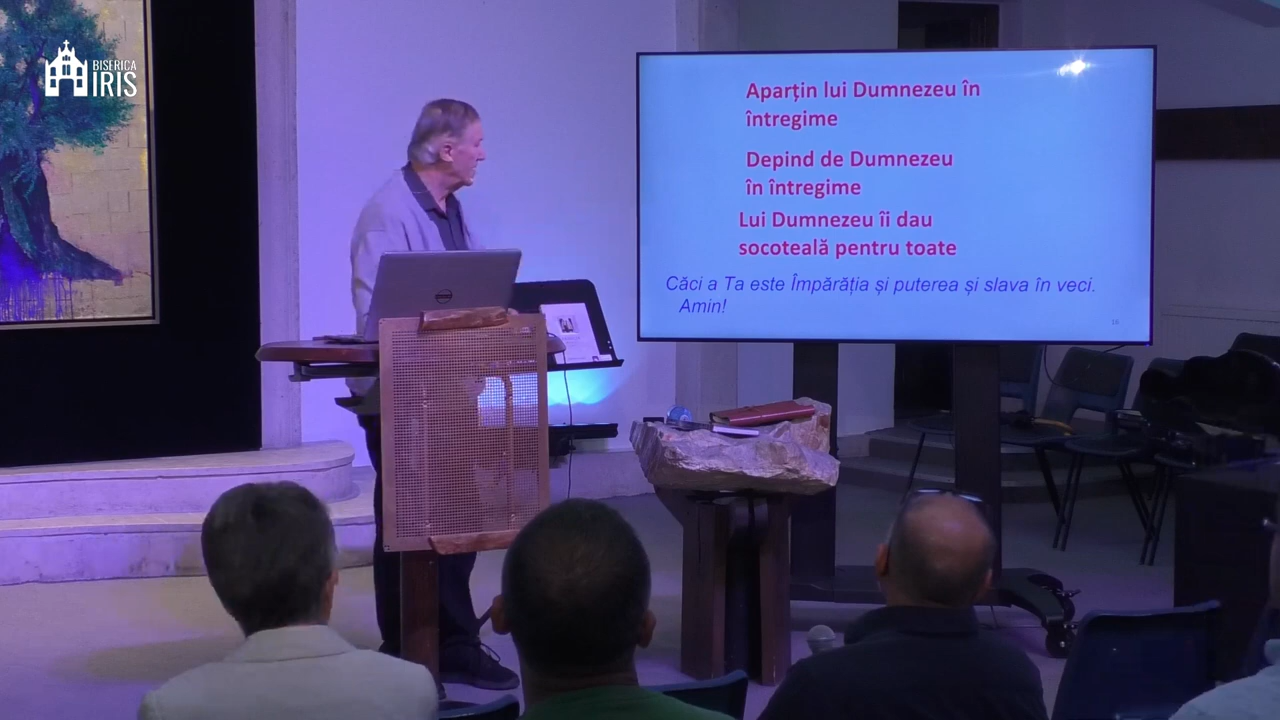 BISERICA
IRIS
Aparțin lui Dumnezeu în
întregime
Depind de Dumnezeu
în întregime
Lui Dumnezeu îi dau
socoteală pentru toate
Căci a Ta este Împărăția și puterea și slava în veci.
Amin!
16